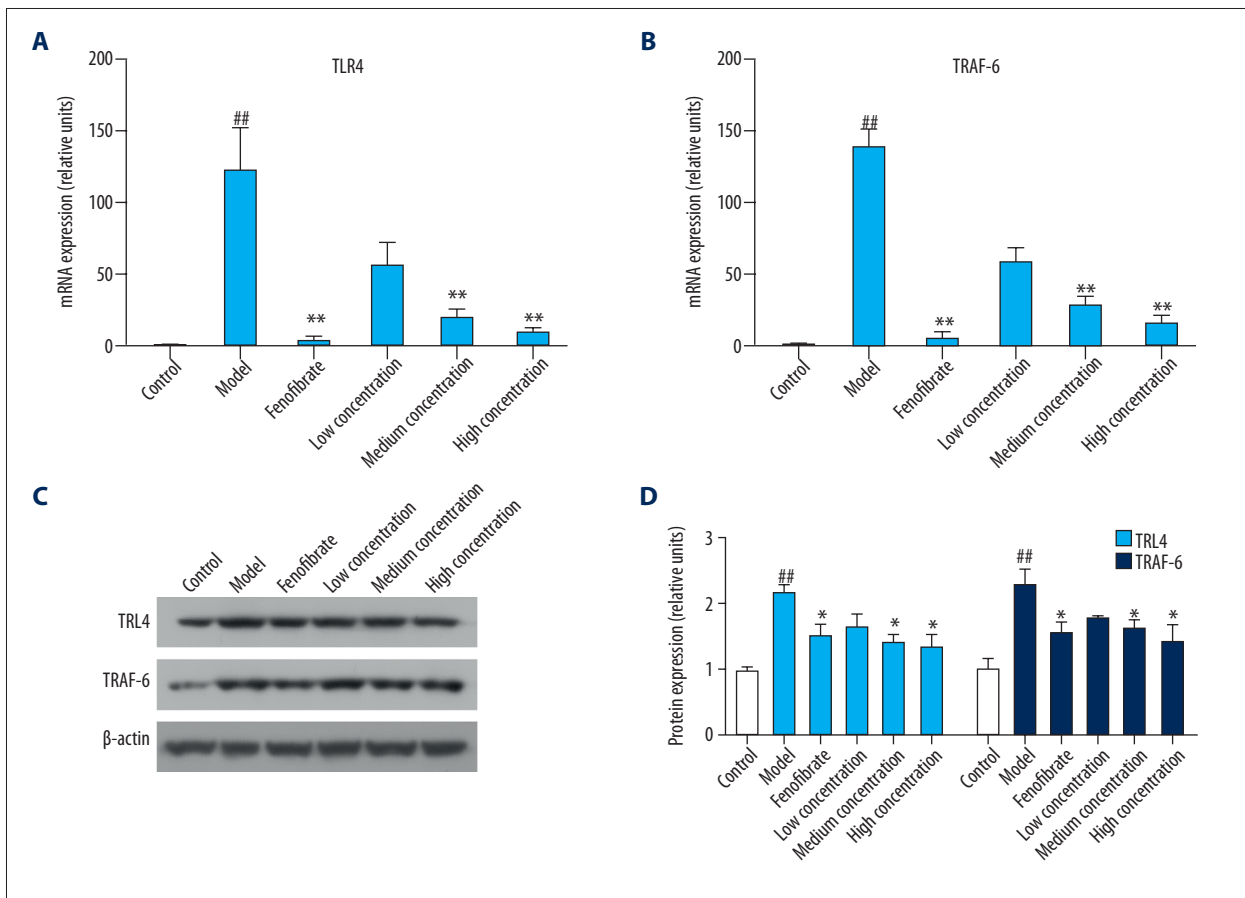 A
TLR4
mRNA expression (relative units)
200
150
100
50
0
##
**
**
**
Control
Model
Fenofibrate
Low concentration
Medium concentration
High concentration
B
TRAF-6
mRNA expression (relative units)
200
150
100
50
0
##
**
**
**
Control
Model
Fenofibrate
Low concentration
Medium concentration
High concentration
C
Control
Model
Fenofibrate
Low concentration
Medium concentration
High concentration
TRL4
TRAF-6
β-actin
D
Protein expression (relative units)
3
2
1
0
TRL4
TRAF-6
##
*
*
*
##
*
*
*
Control
Model
Fenofibrate
Low concentration
Medium concentration
High concentration
Control
Model
Fenofibrate
Low concentration
Medium concentration
High concentration